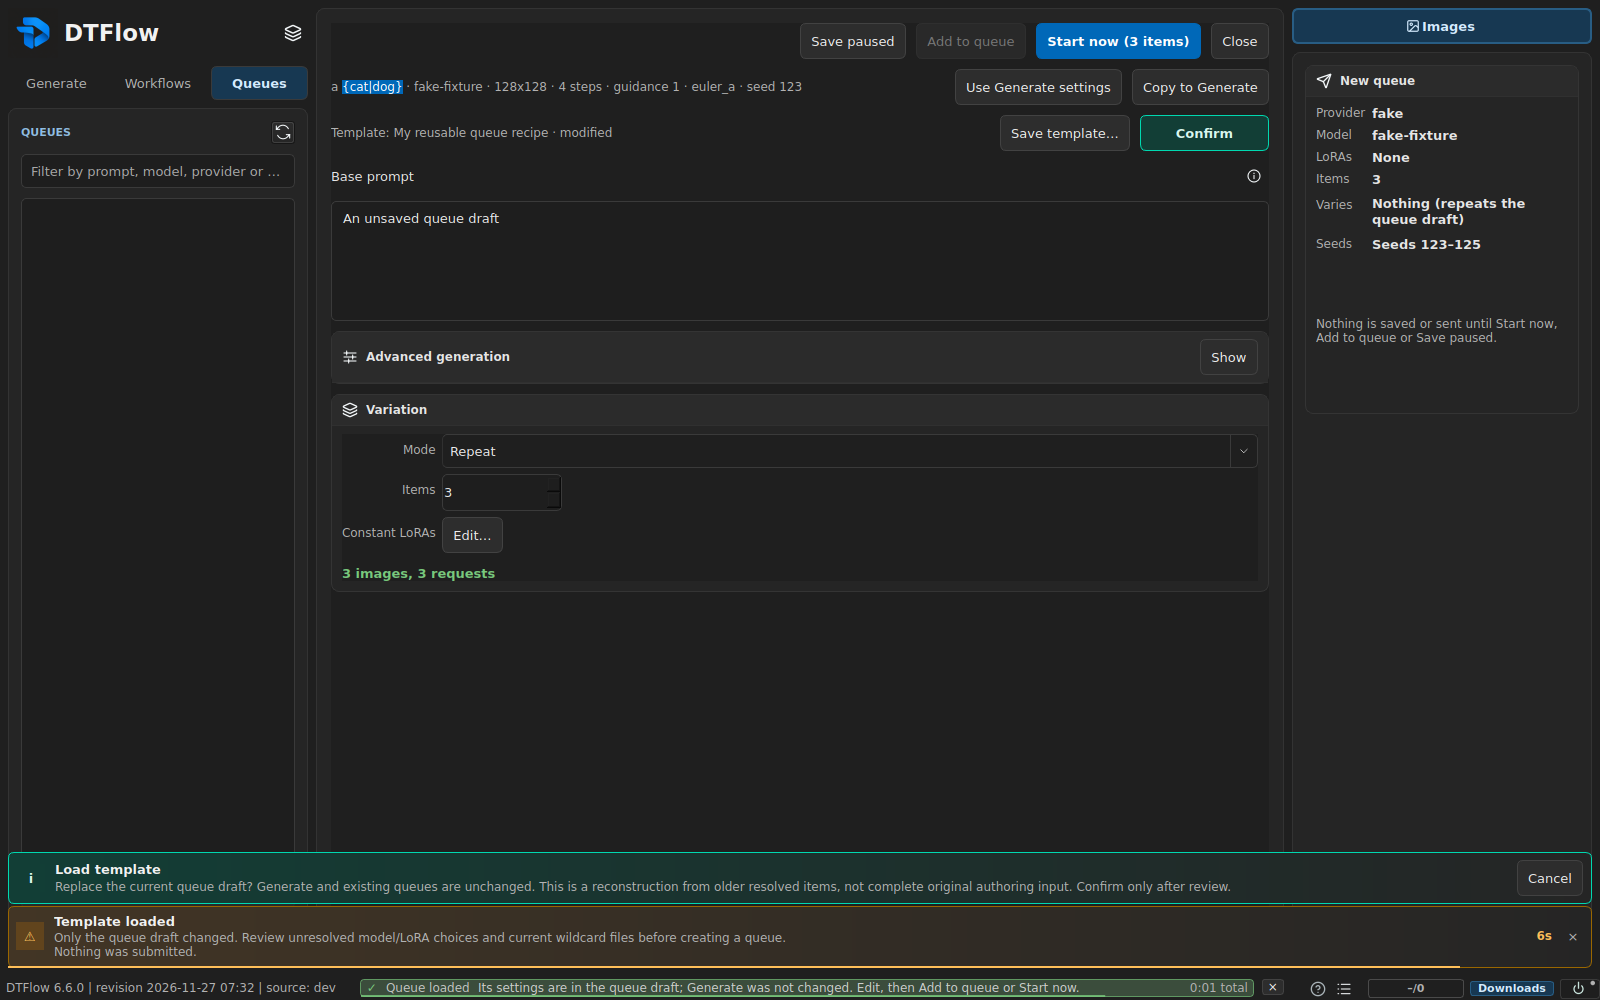 DTFlow
Generate Workflows Queues
QUEUES
Filter by prompt, model, provider or ...
Save paused Add to queue Start now (3 items) Close
a {cat|dog} · fake-fixture · 128x128 · 4 steps · guidance 1 · euler_a · seed 123
Use Generate settings Copy to Generate
Template: My reusable queue recipe · modified
Save template... Confirm
Base prompt
An unsaved queue draft
Advanced generation
Show
Variation
Mode Repeat
Items 3
Constant LoRAs Edit...
3 images, 3 requests
Images
New queue
Provider fake
Model fake-fixture
LoRAs None
Items 3
Varies Nothing (repeats the
queue draft)
Seeds Seeds 123–125
Nothing is saved or sent until Start now,
Add to queue or Save paused.
Load template
Replace the current queue draft? Generate and existing queues are unchanged. This is a reconstruction from older resolved items, not complete original authoring input. Confirm only after review.
Cancel
Template loaded
Only the queue draft changed. Review unresolved model/LoRA choices and current wildcard files before creating a queue.
Nothing was submitted.
6s ×
DTFlow 6.6.0 | revision 2026-11-27 07:32 | source: dev
✓ Queue loaded Its settings are in the queue draft; Generate was not changed. Edit, then Add to queue or Start now. 0:01 total ×
–/0
Downloads